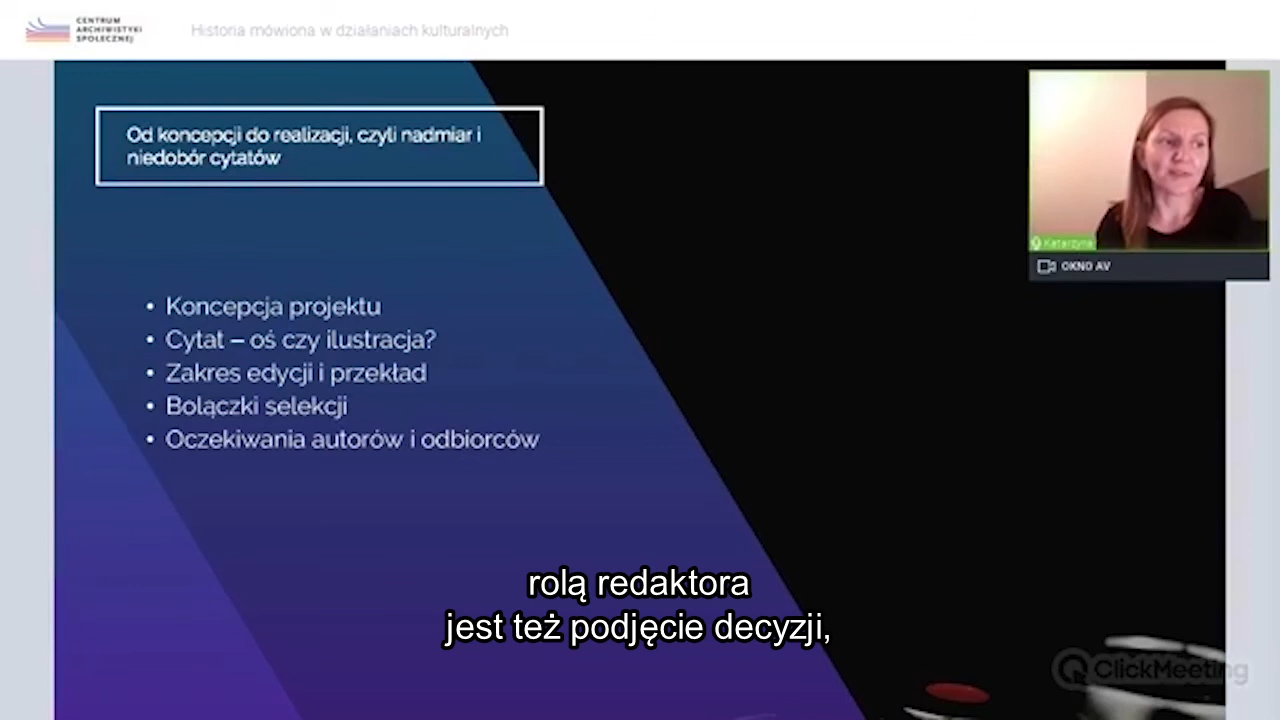 CENTRUM
ARCHIWISTYKI
SPOŁECZNEJ
Historia mówiona w działaniach kulturalnych
Od koncepcji do realizacji, czyli nadmiar i
niedobór cytatów
Katarzyna
OKNO AV
• Koncepcja projektu
• Cytat – oś czy ilustracja?
• Zakres edycji i przekład
• Bolączki selekcji
• Oczekiwania autorów i odbiorców
rolą redaktora
jest też podjęcie decyzji,
ClickMeeting